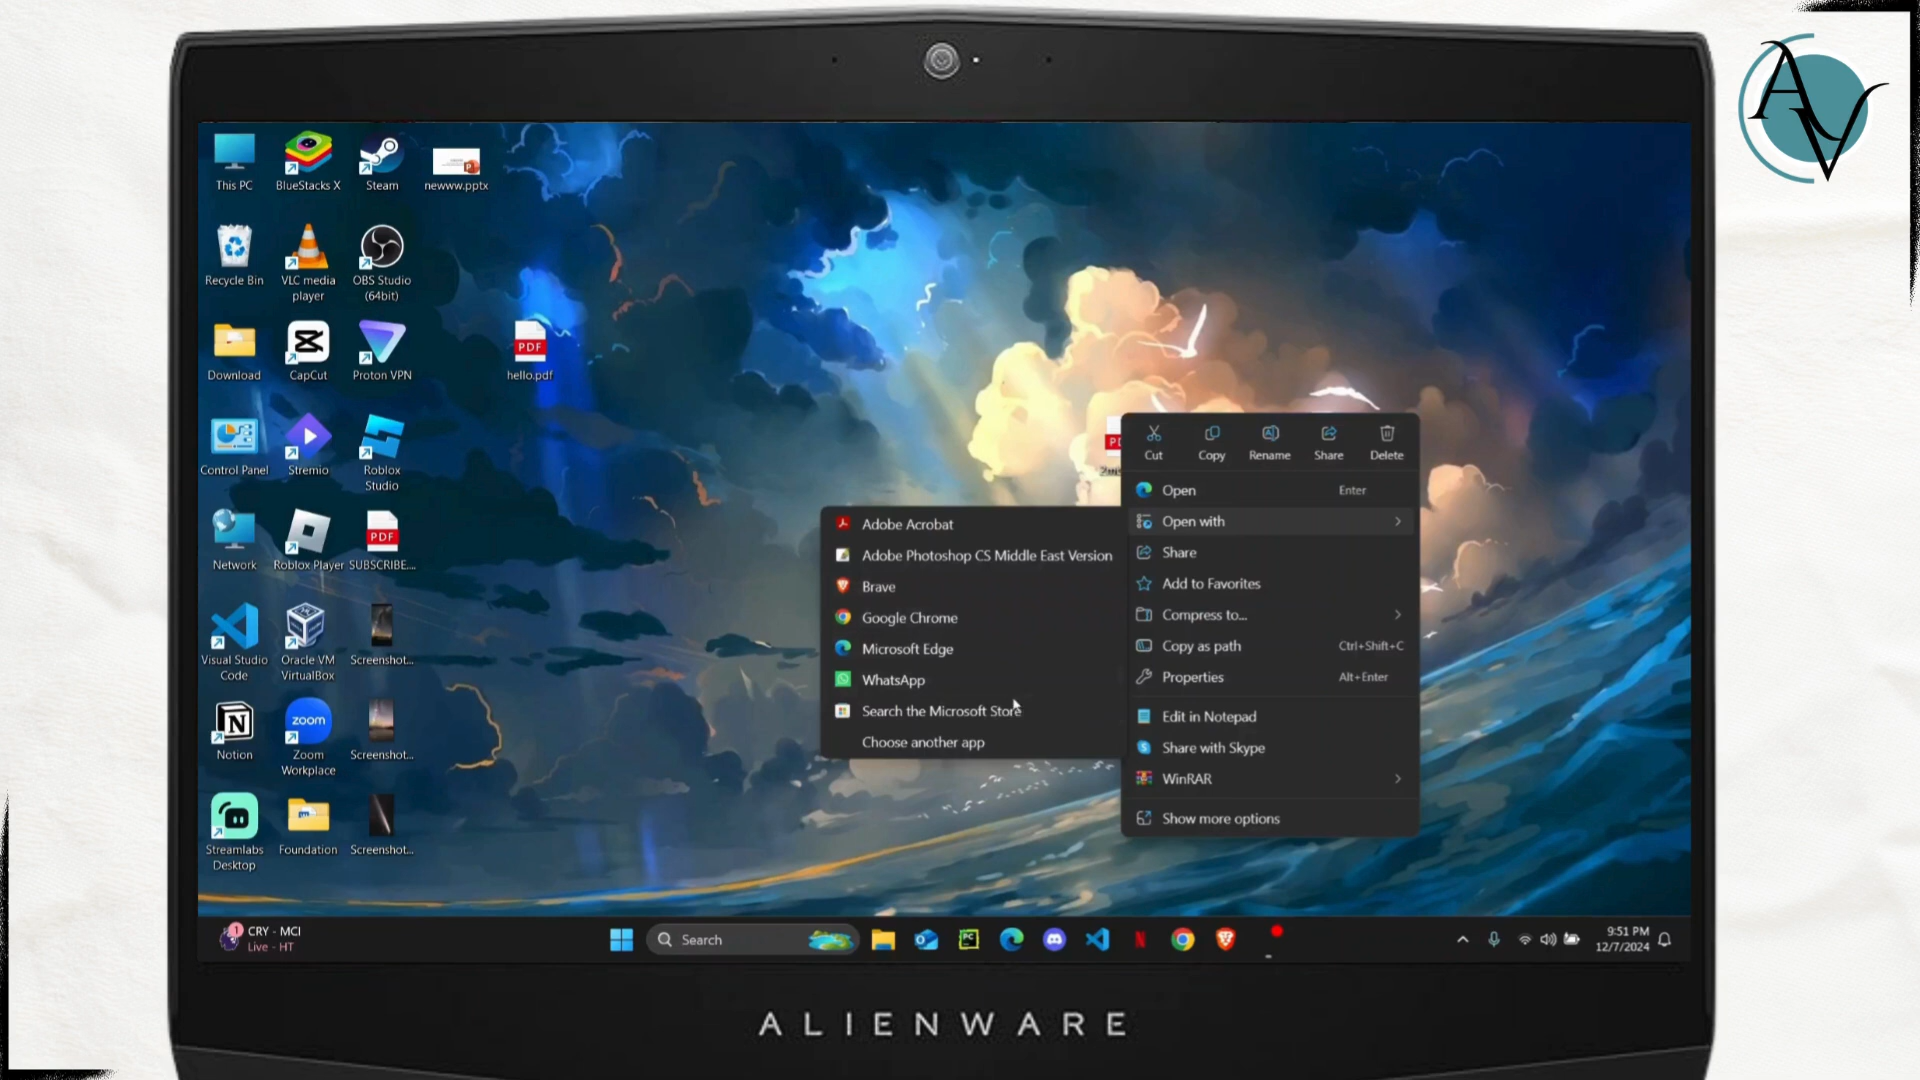 AV
This PC
BlueStacks X
Steam
newww.pptx
Recycle Bin
VLC media
player
OBS Studio
(64bit)
Download
CapCut
Proton VPN
PDF
hello.pdf
Control Panel
Stremio
Roblox
Studio
Network
Roblox Player
PDF
SUBSCRIBE...
Visual Studio
Code
Oracle VM
VirtualBox
Screenshot...
Notion
zoom
Zoom
Workplace
Screenshot...
Streamlabs
Desktop
Foundation
Screenshot...
Cut
Copy
Rename
Share
Delete
Open Enter
Open with
Share
Add to Favorites
Compress to...
Copy as path Ctrl+Shift+C
Properties Alt+Enter
Edit in Notepad
Share with Skype
WinRAR
Show more options
Adobe Acrobat
Adobe Photoshop CS Middle East Version
Brave
Google Chrome
Microsoft Edge
WhatsApp
Search the Microsoft Store
Choose another app
1
CRY - MCI
Live - HT
Search
9:51 PM
12/7/2024
ALIENWARE